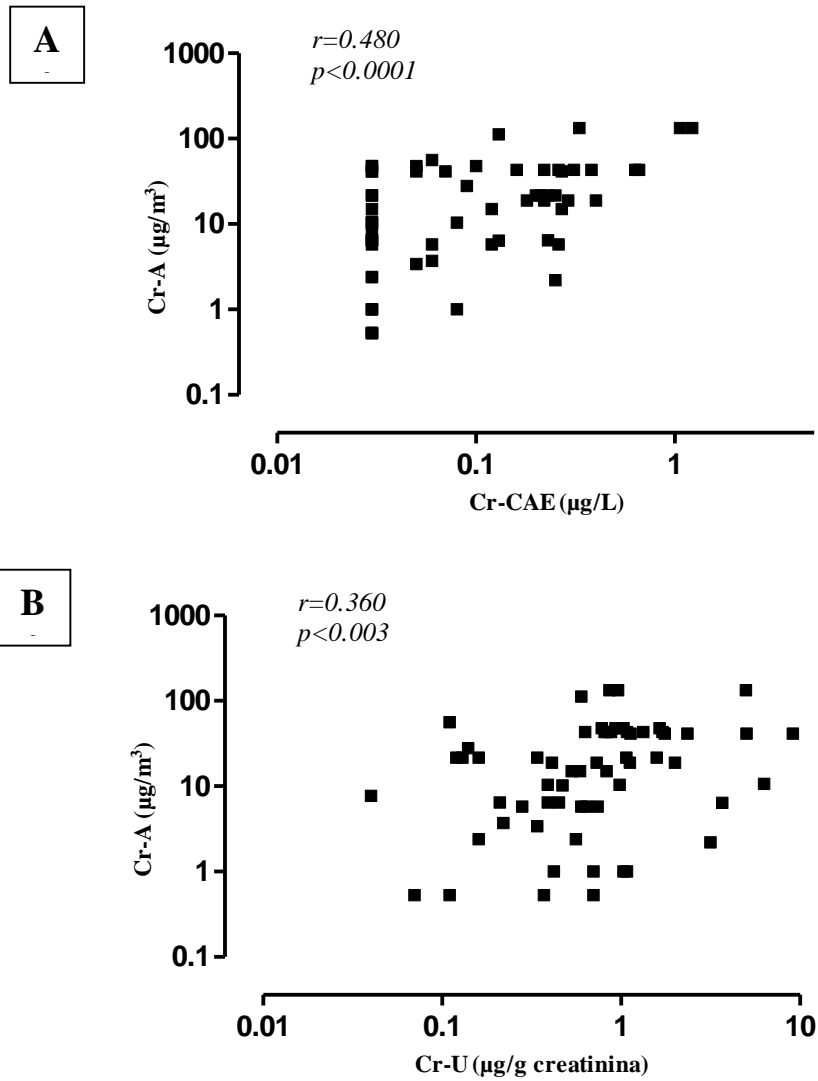 A
-
r=0.480
p<0.0001
1000
100
10
1
0.1
Cr-A (µg/m³)
0.01 0.1 1
Cr-CAE (µg/L)
B
-
r=0.360
p<0.003
1000
100
10
1
0.1
Cr-A (µg/m³)
0.01 0.1 1 10
Cr-U (µg/g creatinina)